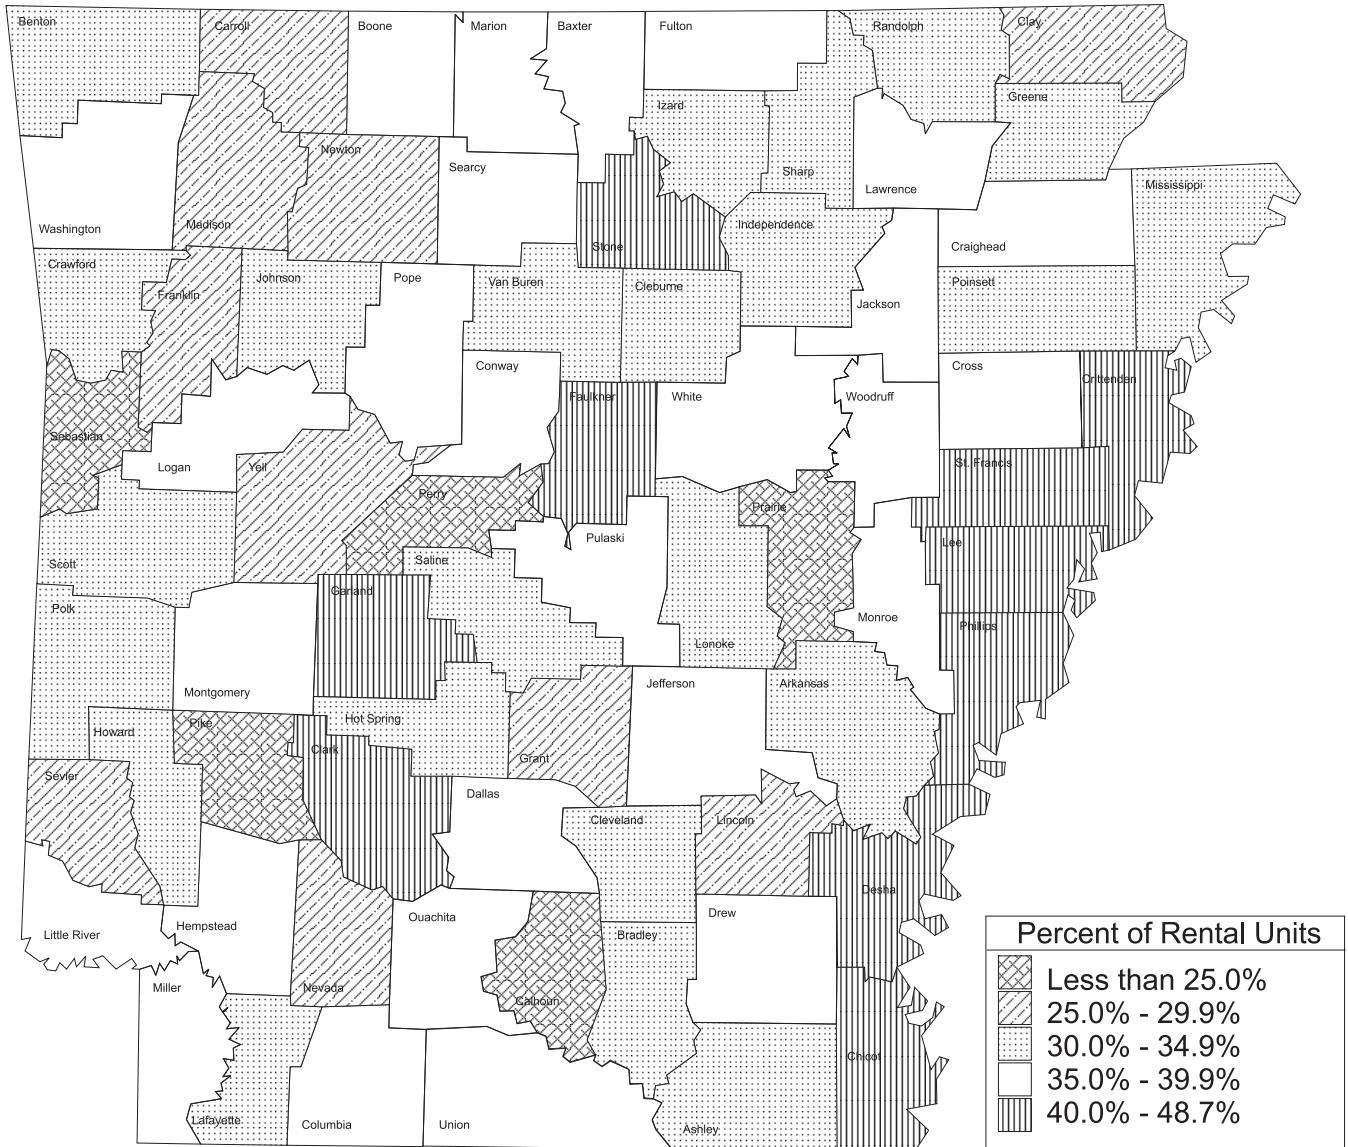 Benton
Carroll
Boone
Marion
Baxter
Fulton
Randolph
Clay
Izard
Greene
Sharp
Lawrence
Mississippi
Newton
Searcy
Madison
Washington
Stone
Independence
Craighead
Crawford
Franklin
Johnson
Pope
Van Buren
Cleburne
Jackson
Poinsett
Conway
Faulkner
White
Woodruff
Cross
Crittenden
Sebastian
Logan
Yell
Perry
Prairie
St. Francis
Scott
Saline
Pulaski
Lee
Polk
Garland
Lonoke
Monroe
Phillips
Montgomery
Hot Spring
Jefferson
Arkansas
Howard
Pike
Clark
Grant
Sevier
Dallas
Cleveland
Lincoln
Desha
Little River
Hempstead
Ouachita
Bradley
Drew
Miller
Nevada
Calhoun
Chicot
Lafayette
Columbia
Union
Ashley
Percent of Rental Units
Less than 25.0%
25.0% - 29.9%
30.0% - 34.9%
35.0% - 39.9%
40.0% - 48.7%